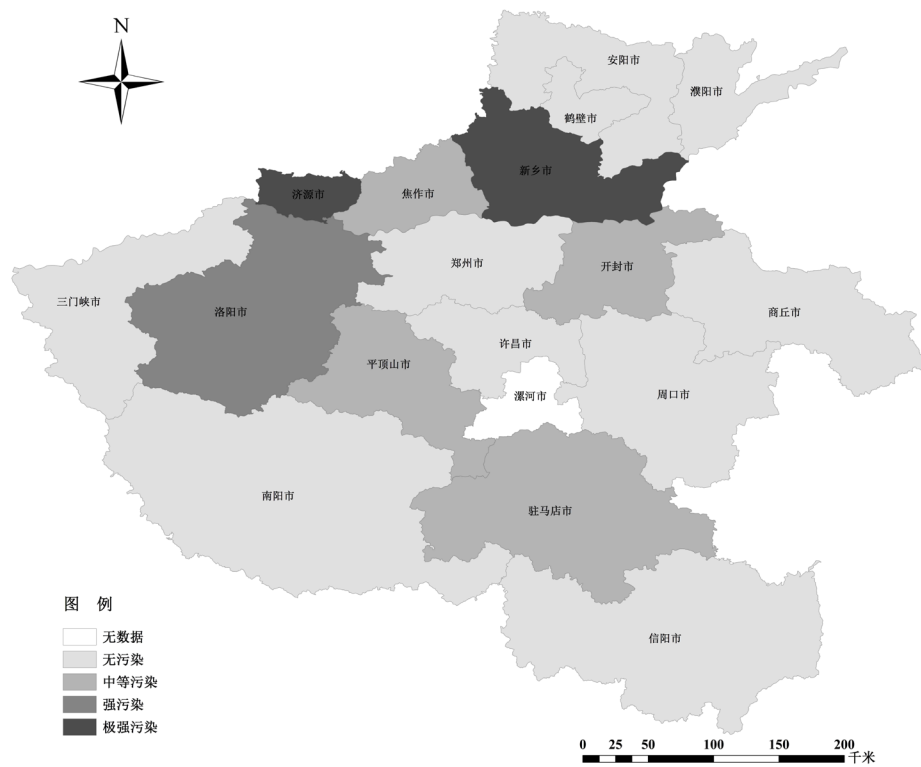 N
安阳市
濮阳市
鹤壁市
新乡市
济源市
焦作市
郑州市
开封市
三门峡市
洛阳市
商丘市
许昌市
平顶山市
漯河市
周口市
南阳市
驻马店市
信阳市
图 例
无数据
无污染
中等污染
强污染
极强污染
0 25 50 100 150 200
千米